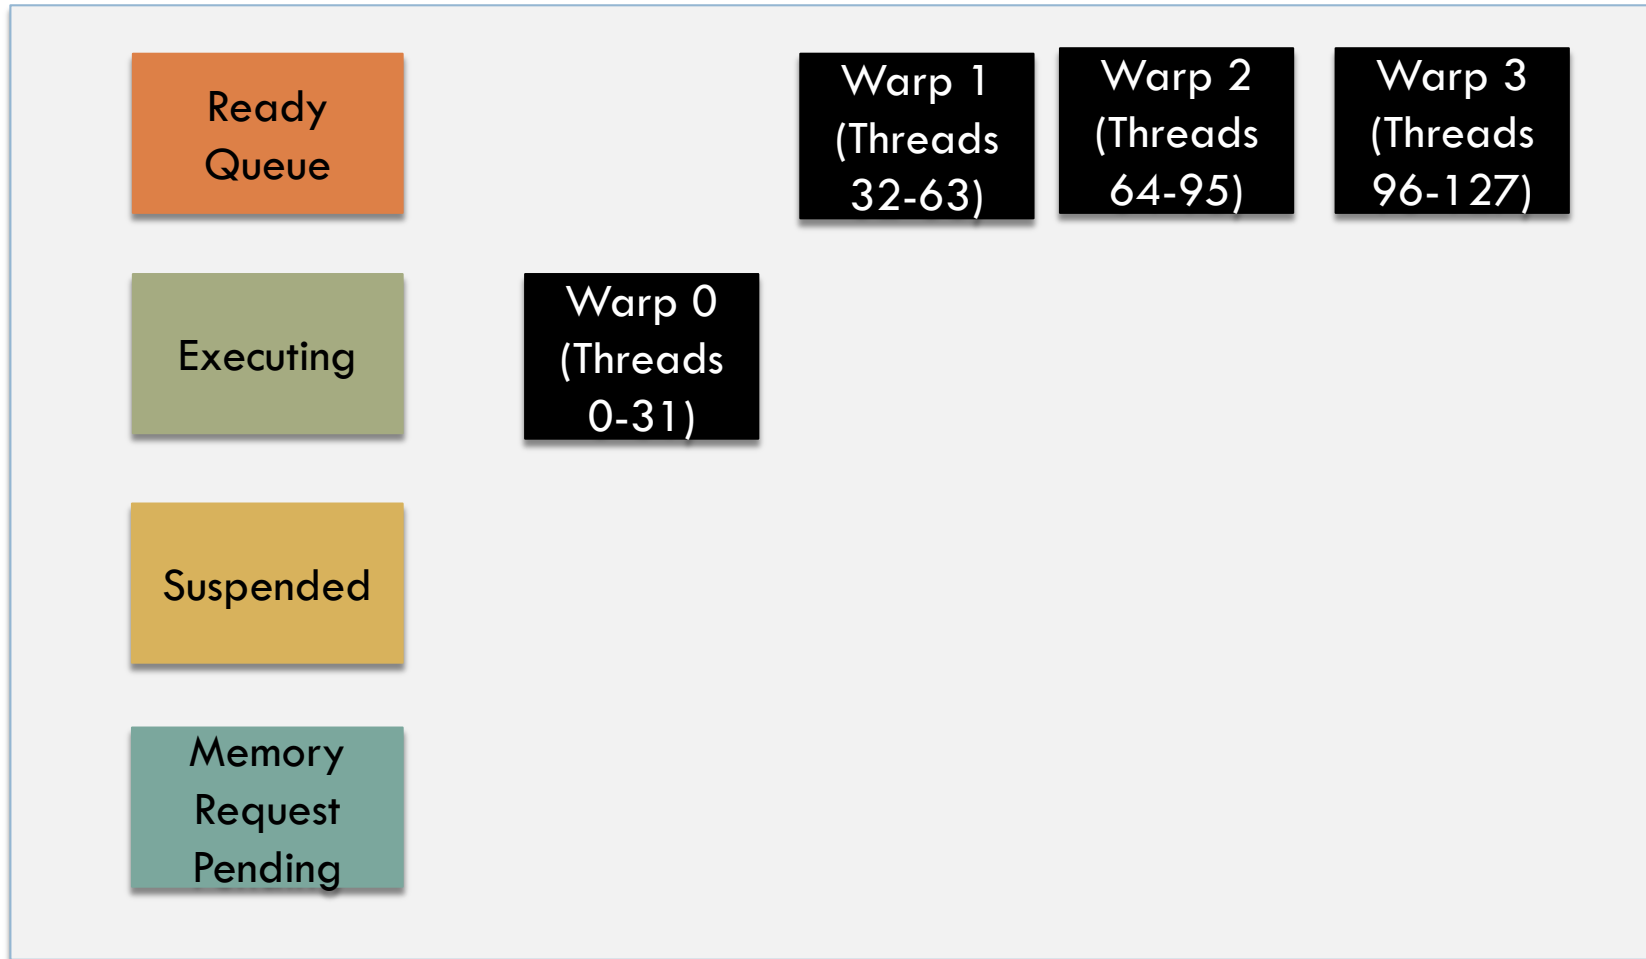 Ready
Queue
Warp 1
(Threads
32-63)
Warp 2
(Threads
64-95)
Warp 3
(Threads
96-127)
Executing
Warp 0
(Threads
0-31)
Suspended
Memory
Request
Pending